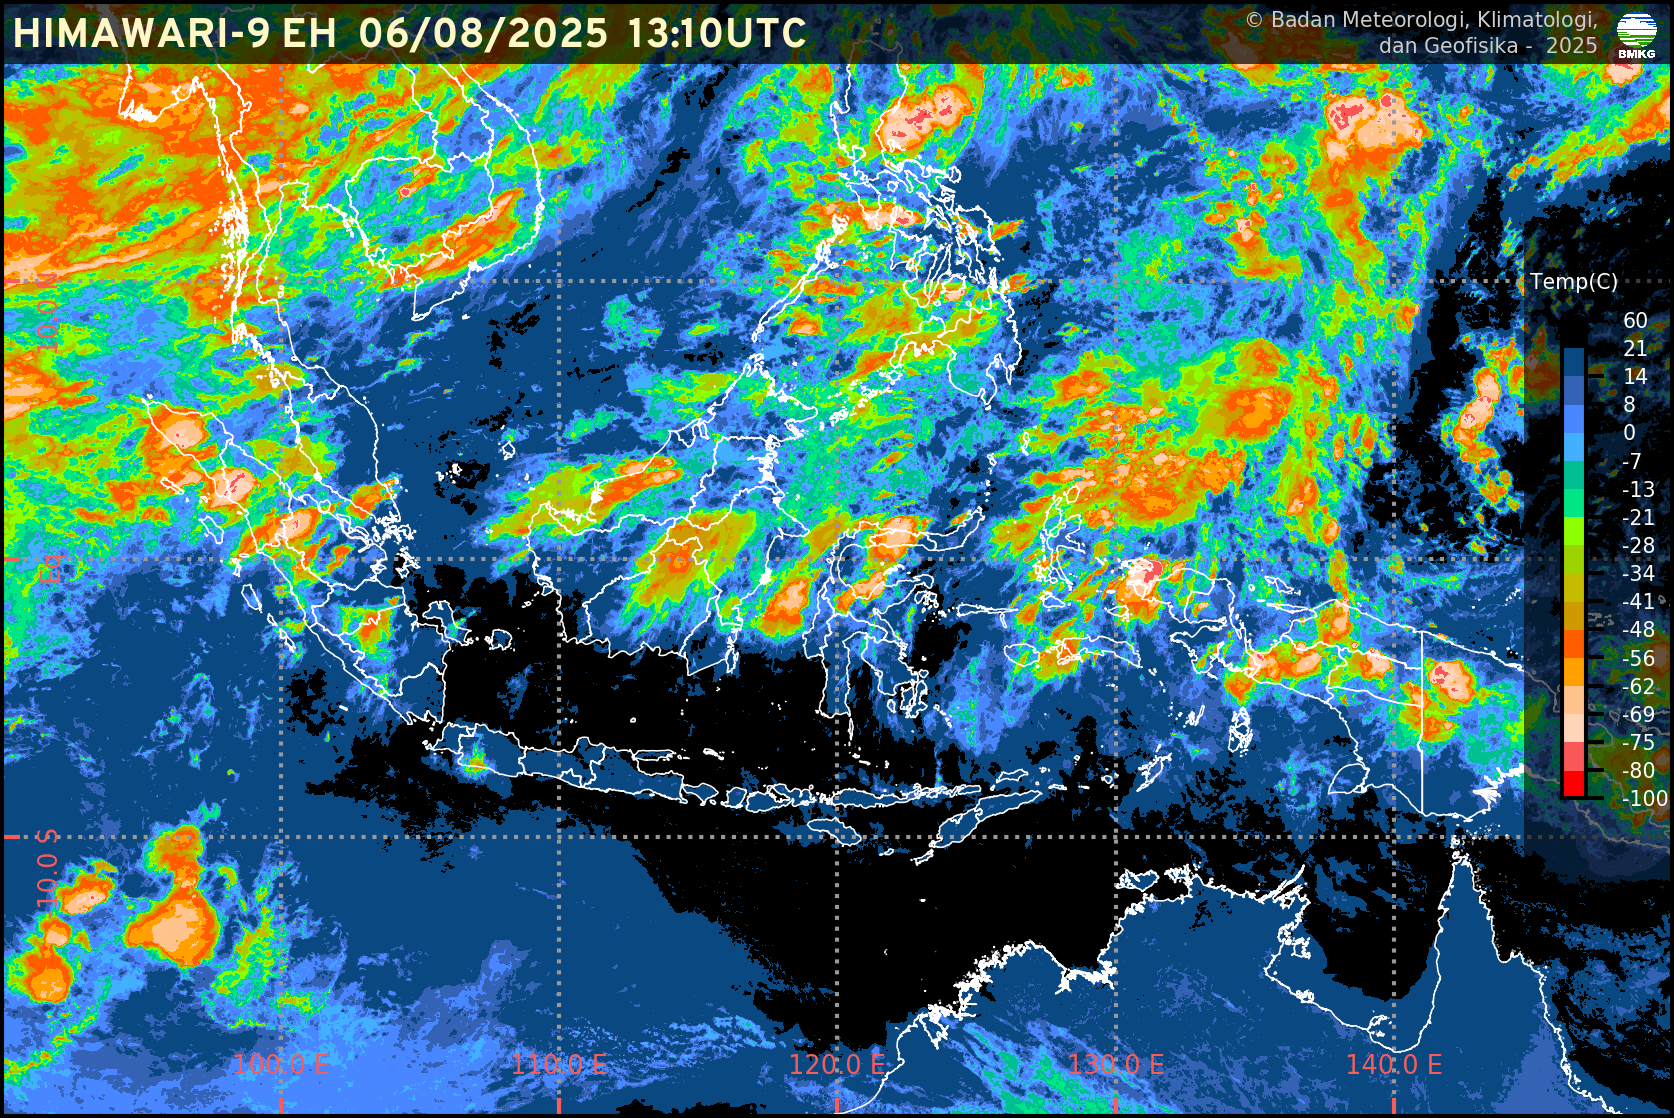 HIMAWARI-9 EH 06/08/2025 13:10UTC
© Badan Meteorologi, Klimatologi,
dan Geofisika - 2025
BMKG
Temp(C)
60
21
14
8
0
-7
-13
-21
-28
-34
-41
-48
-56
-62
-69
-75
-80
-100
10.0 N
Eq
10.0 S
100.0 E
110.0 E
120.0 E
130.0 E
140.0 E